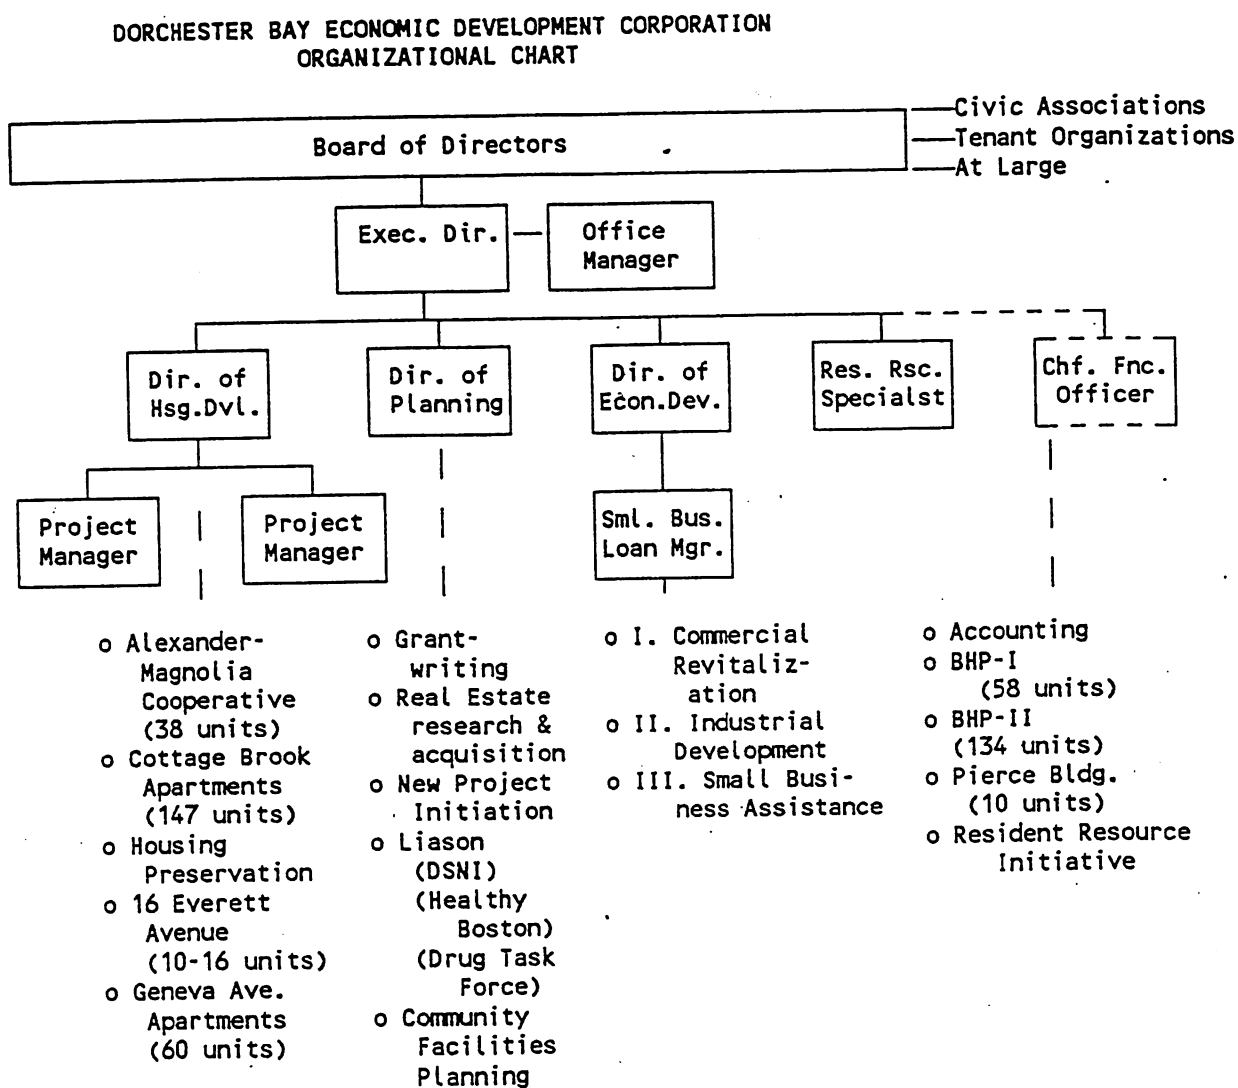 DORCHESTER BAY ECONOMIC DEVELOPMENT CORPORATION
ORGANIZATIONAL CHART
Civic Associations
Board of Directors
Tenant Organizations
At Large
Exec. Dir.
Office
Manager
Dir. of
Hsg.Dvl.
Dir. of
Planning
Dir. of
Econ.Dev.
Res. Rsc.
Specialst
Chf. Fnc.
Officer
Project
Manager
Project
Manager
Sml. Bus.
Loan Mgr.
o Alexander-
Magnolia
Cooperative
(38 units)
o Cottage Brook
Apartments
(147 units)
o Housing
Preservation
o 16 Everett
Avenue
(10-16 units)
o Geneva Ave.
Apartments
(60 units)
o Grant-
writing
o Real Estate
research &
acquisition
o New Project
Initiation
o Liason
(DSNI)
(Healthy
Boston)
(Drug Task
Force)
o Community
Facilities
Planning
o I. Commercial
Revitaliz-
ation
o II. Industrial
Development
o III. Small Busi-
ness Assistance
o Accounting
o BHP-I
(58 units)
o BHP-II
(134 units)
o Pierce Bldg.
(10 units)
o Resident Resource
Initiative